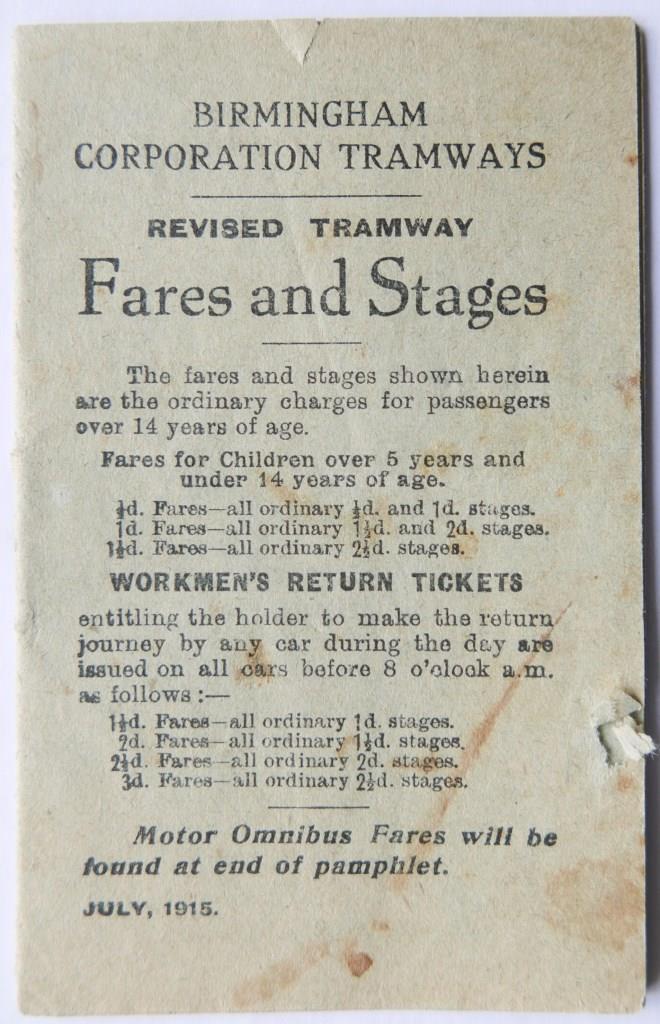 BIRMINGHAM
CORPORATION TRAMWAYS
REVISED TRAMWAY
Fares and Stages
The fares and stages shown herein
are the ordinary charges for passengers
over 14 years of age.
Fares for Children over 5 years and
under 14 years of age.
½d. Fares—all ordinary ½d. and 1d. stages.
1d. Fares—all ordinary 1½d. and 2d. stages.
1½d. Fares—all ordinary 2½d. stages.
WORKMEN'S RETURN TICKETS
entitling the holder to make the return
journey by any car during the day are
issued on all cars before 8 o'clock a.m.
as follows :—
1½d. Fares—all ordinary 1d. stages.
2d. Fares—all ordinary 1½d. stages.
2½d. Fares—all ordinary 2d. stages.
3d. Fares—all ordinary 2½d. stages.
Motor Omnibus Fares will be
found at end of pamphlet.
JULY, 1915.